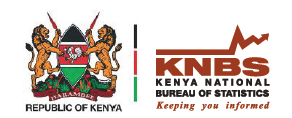 HARAMBEE
REPUBLIC OF KENYA
KNBS
KENYA NATIONAL
BUREAU OF STATISTICS
Keeping you informed